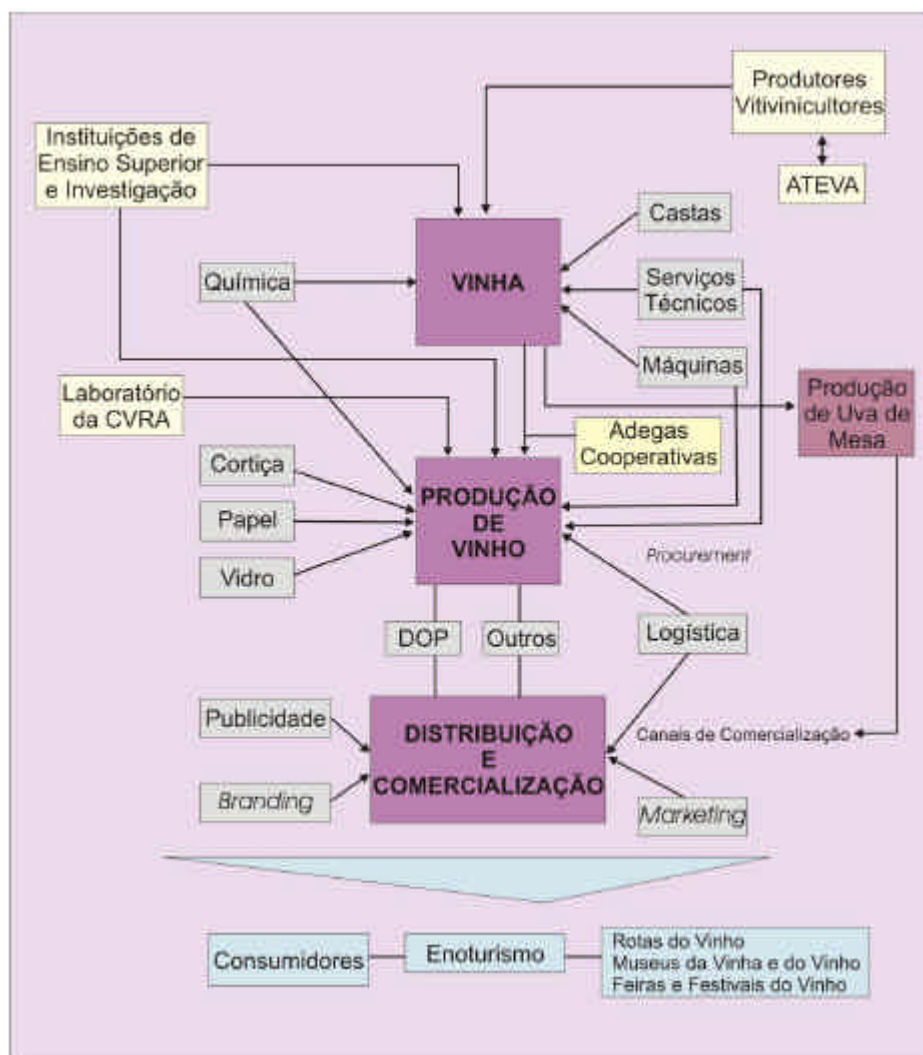 Produtores
Vitivinicultores
Instituições de
Ensino Superior
e Investigação
ATEVA
Castas
VINHA
Química
Serviços
Técnicos
Máquinas
Laboratório
da CVRA
Produção
de Uva de
Mesa
Adegas
Cooperativas
Cortiça
PRODUÇÃO
DE
VINHO
Papel
Vidro
Procurement
DOP
Outros
Logística
Publicidade
DISTRIBUIÇÃO
E
COMERCIALIZAÇÃO
Canais de Comercialização
Branding
Marketing
Consumidores
Enoturismo
Rotas do Vinho
Museus da Vinha e do Vinho
Feiras e Festivais do Vinho